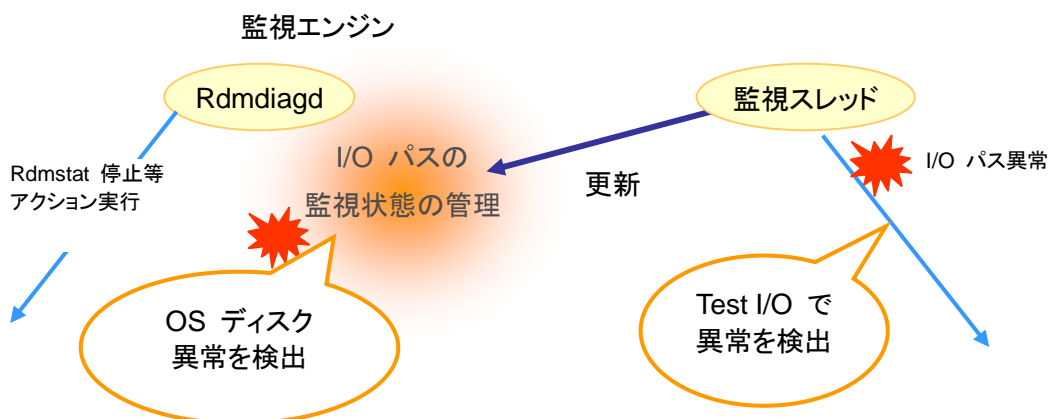 監視エンジン
Rdmdiagd
監視スレッド
I/O パスの
監視状態の管理
Rdmstat 停止等
アクション実行
更新
I/O パス異常
OS ディスク
異常を検出
Test I/O で
異常を検出